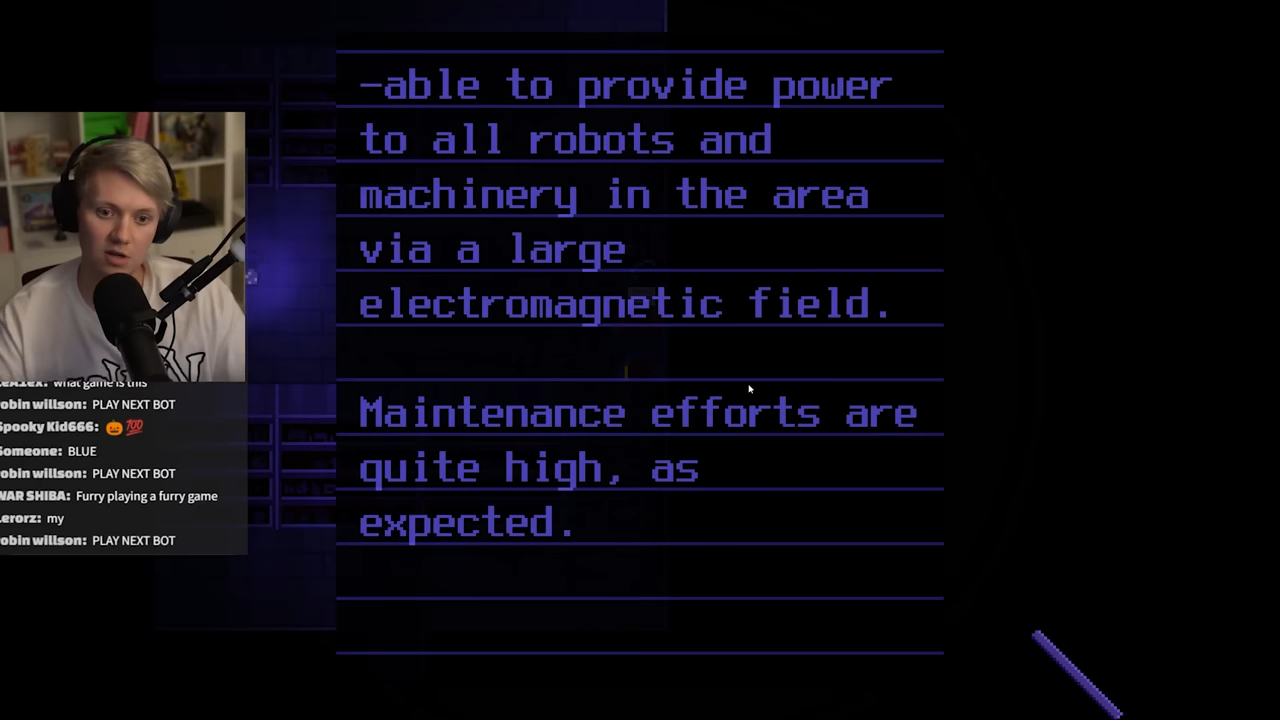 -able to provide power
to all robots and
machinery in the area
via a large
electromagnetic field.
Maintenance efforts are
quite high, as
expected.
what game is this
obin willson: PLAY NEXT BOT
Spooky Kid666: 🎃 💯
Someone: BLUE
obin willson: PLAY NEXT BOT
WAR SHIBA: Furry playing a furry game
erorz: my
obin willson: PLAY NEXT BOT